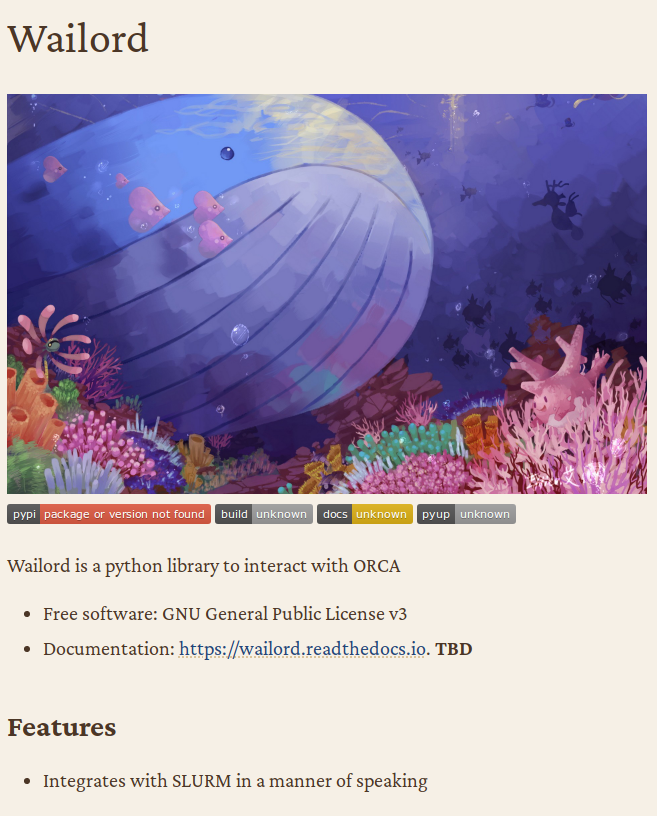 Wailord
pypi package or version not found build unknown docs unknown pyup unknown
Wailord is a python library to interact with ORCA
Free software: GNU General Public License v3
Documentation: https://wailord.readthedocs.io. TBD
Features
Integrates with SLURM in a manner of speaking